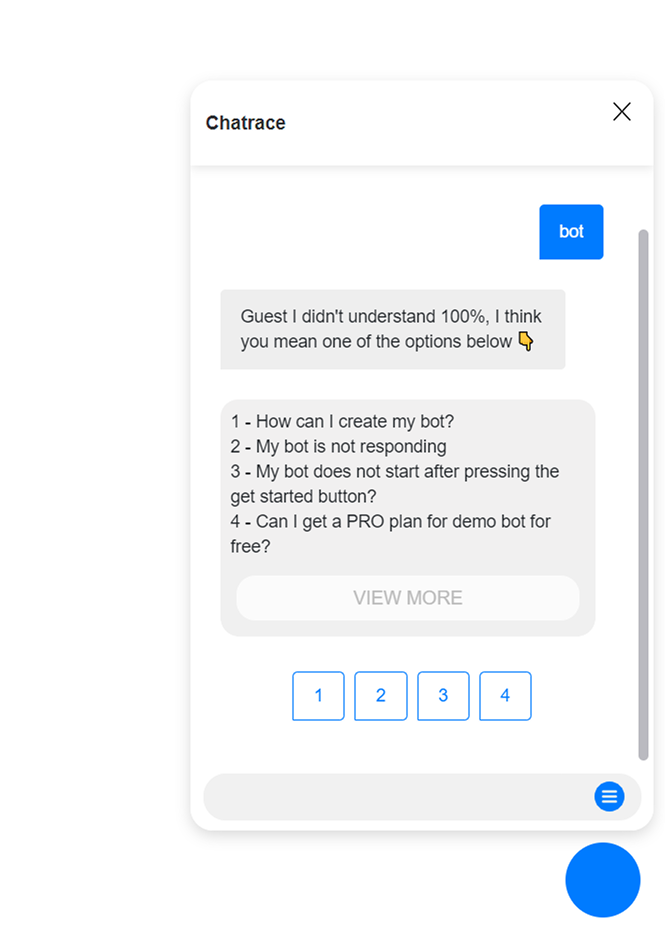 Chatrace
bot
Guest I didn't understand 100%, I think
you mean one of the options below 👇
1 - How can I create my bot?
2 - My bot is not responding
3 - My bot does not start after pressing the
get started button?
4 - Can I get a PRO plan for demo bot for
free?
VIEW MORE
1
2
3
4